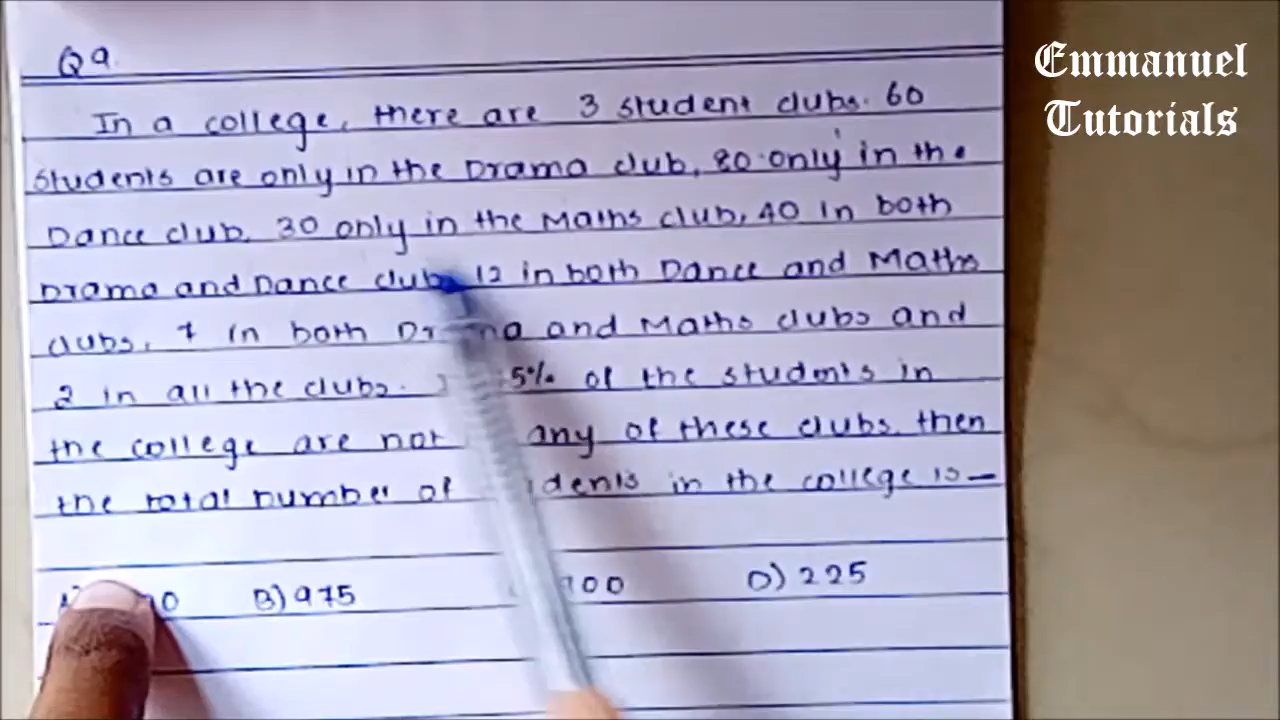 Q9.
In a college, there are 3 student clubs. 60
students are only in the Drama club, 20 only in the
Dance club, 30 only in the Maths club, 40 in both
Drama and Dance club, 12 in both Dance and Maths
clubs, 7 in both and Maths clubs and
2 in all the clubs. 5% of the students in
the college are not any of these clubs, then
the total number of in the college is —
B) 975 D) 225
Emmanuel
Tutorials